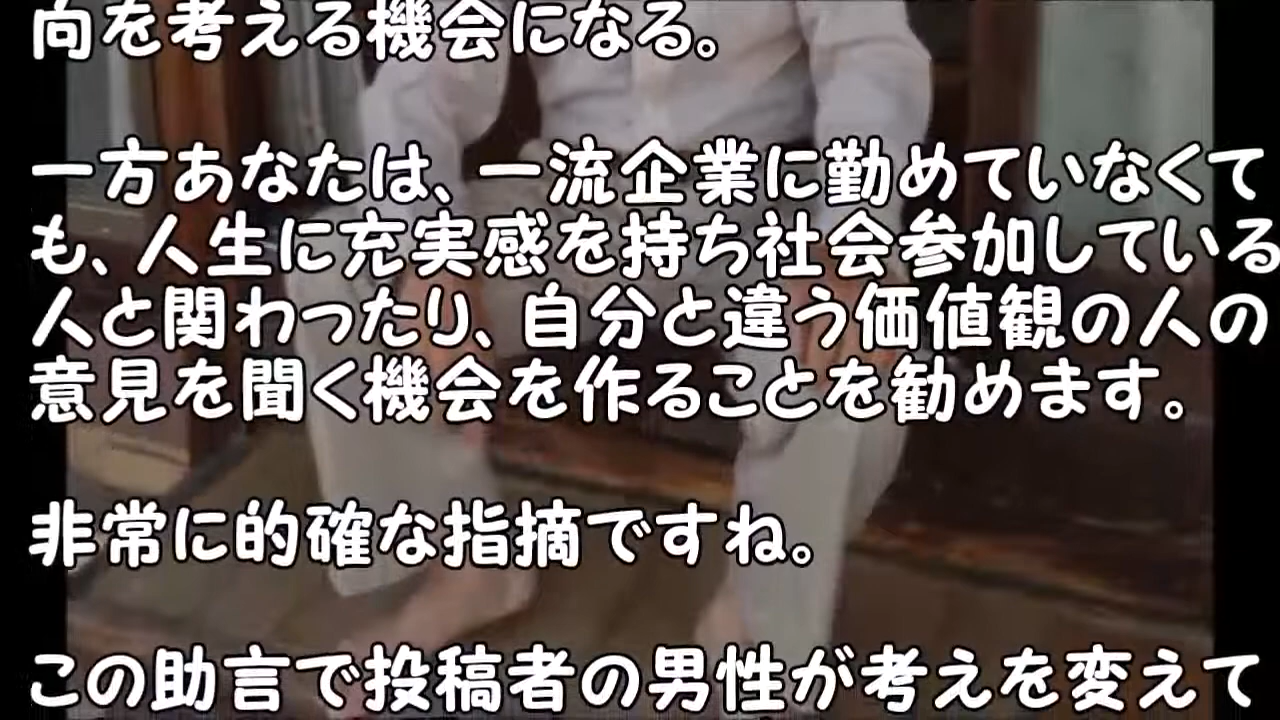 向を考える機会になる。
一方あなたは、一流企業に勤めていなくて
も、人生に充実感を持ち社会参加している
人と関わったり、自分と違う価値観の人の
意見を聞く機会を作ることを勧めます。
非常に的確な指摘ですね。
この助言で投稿者の男性が考えを変えて